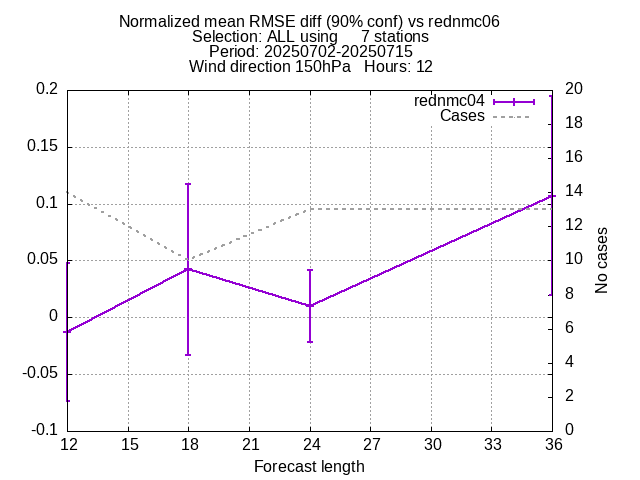 Normalized mean RMSE diff (90% conf) vs rednmc06
Selection: ALL using     7 stations
Period: 20250702-20250715
Wind direction 150hPa   Hours: 12
rednmc04
Cases
0.2
0.15
0.1
0.05
0
-0.05
-0.1
20
18
16
14
12
10
8
6
4
2
0
No cases
12 15 18 21 24 27 30 33 36
Forecast length